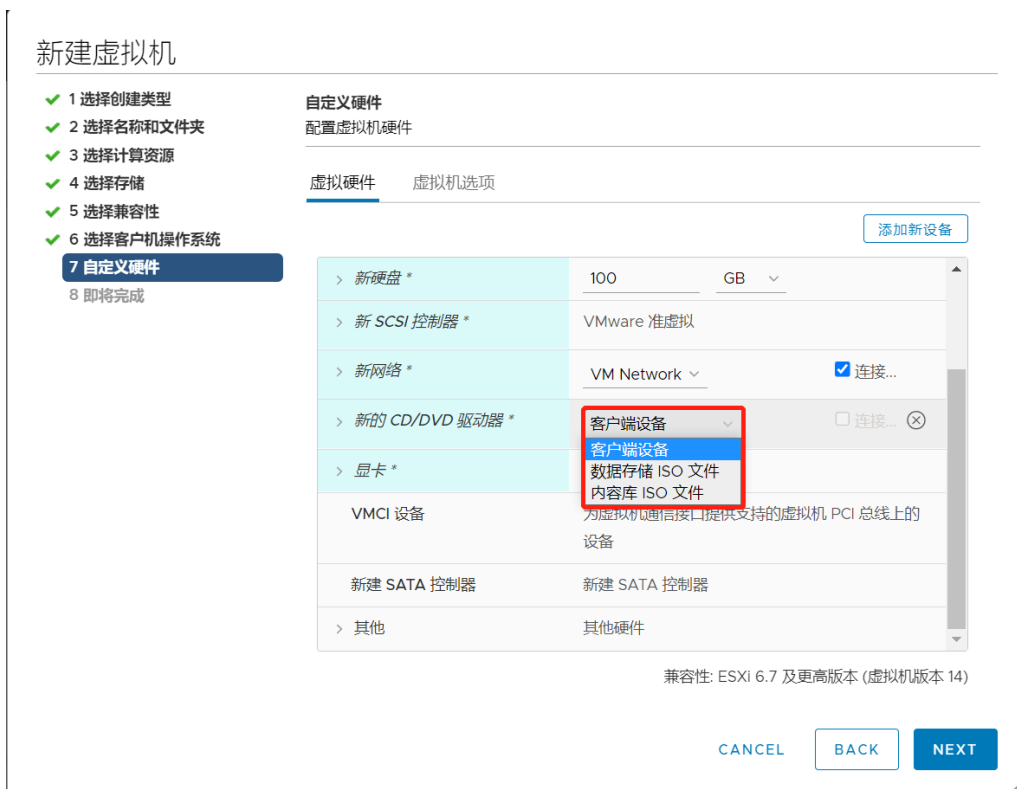 新建虚拟机
1 选择创建类型
2 选择名称和文件夹
3 选择计算资源
4 选择存储
5 选择兼容性
6 选择客户机操作系统
7 自定义硬件
8 即将完成
自定义硬件
配置虚拟机硬件
虚拟硬件 虚拟机选项
添加新设备
新硬盘 * 100 GB
新 SCSI 控制器 * VMware 准虚拟
新网络 * VM Network 连接...
新的 CD/DVD 驱动器 * 客户端设备 连接...
客户端设备
数据存储 ISO 文件
内容库 ISO 文件
显卡 *
VMCI 设备 为虚拟机通信接口提供支持的虚拟机 PCI 总线上的
设备
新建 SATA 控制器 新建 SATA 控制器
其他 其他硬件
兼容性: ESXi 6.7 及更高版本 (虚拟机版本 14)
CANCEL BACK NEXT